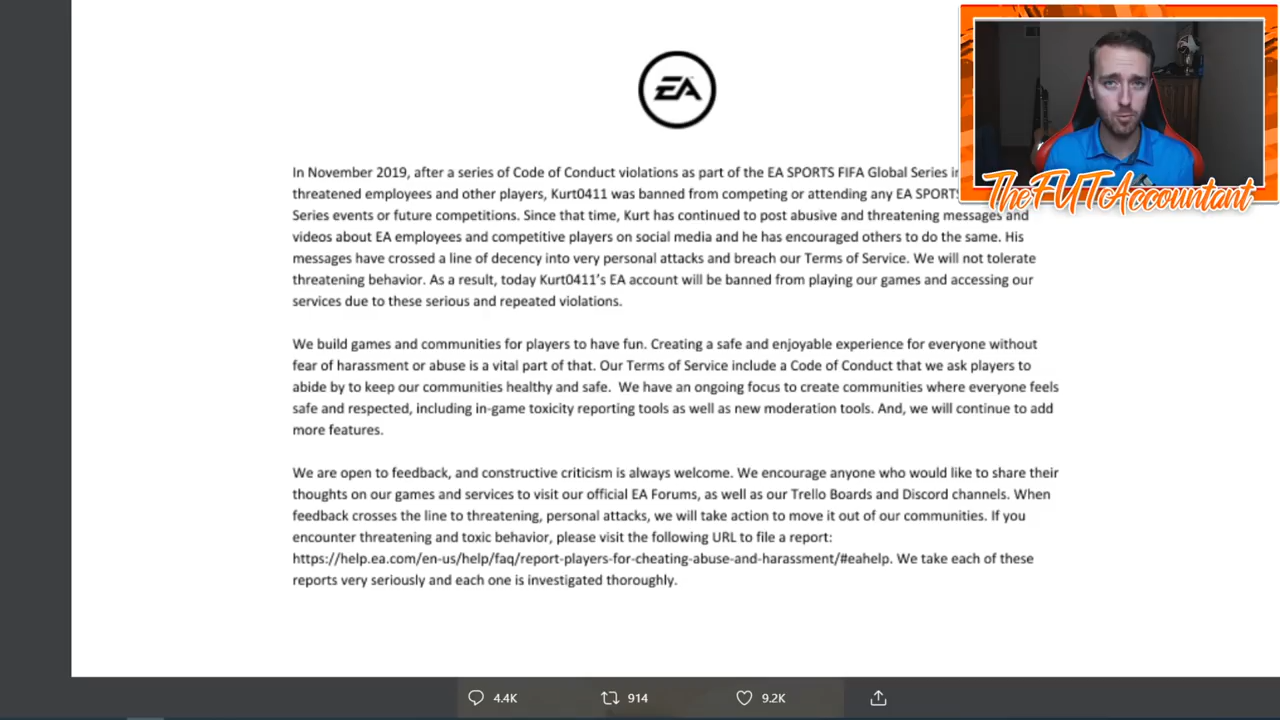 EA
In November 2019, after a series of Code of Conduct violations as part of the EA SPORTS FIFA Global Series
threatened employees and other players, Kurt0411 was banned from competing or attending any EA SPORTS
Series events or future competitions. Since that time, Kurt has continued to post abusive and threatening messages and
videos about EA employees and competitive players on social media and he has encouraged others to do the same. His
messages have crossed a line of decency into very personal attacks and breach our Terms of Service. We will not tolerate
threatening behavior. As a result, today Kurt0411's EA account will be banned from playing our games and accessing our
services due to these serious and repeated violations.
We build games and communities for players to have fun. Creating a safe and enjoyable experience for everyone without
fear of harassment or abuse is a vital part of that. Our Terms of Service include a Code of Conduct that we ask players to
abide by to keep our communities healthy and safe. We have an ongoing focus to create communities where everyone feels
safe and respected, including in-game toxicity reporting tools as well as new moderation tools. And, we will continue to add
more features.
We are open to feedback, and constructive criticism is always welcome. We encourage anyone who would like to share their
thoughts on our games and services to visit our official EA Forums, as well as our Trello Boards and Discord channels. When
feedback crosses the line to threatening, personal attacks, we will take action to move it out of our communities. If you
encounter threatening and toxic behavior, please visit the following URL to file a report:
https://help.ea.com/en-us/help/faq/report-players-for-cheating-abuse-and-harassment/#eahelp. We take each of these
reports very seriously and each one is investigated thoroughly.
TheFUTAccountant
4.4K 914 9.2K